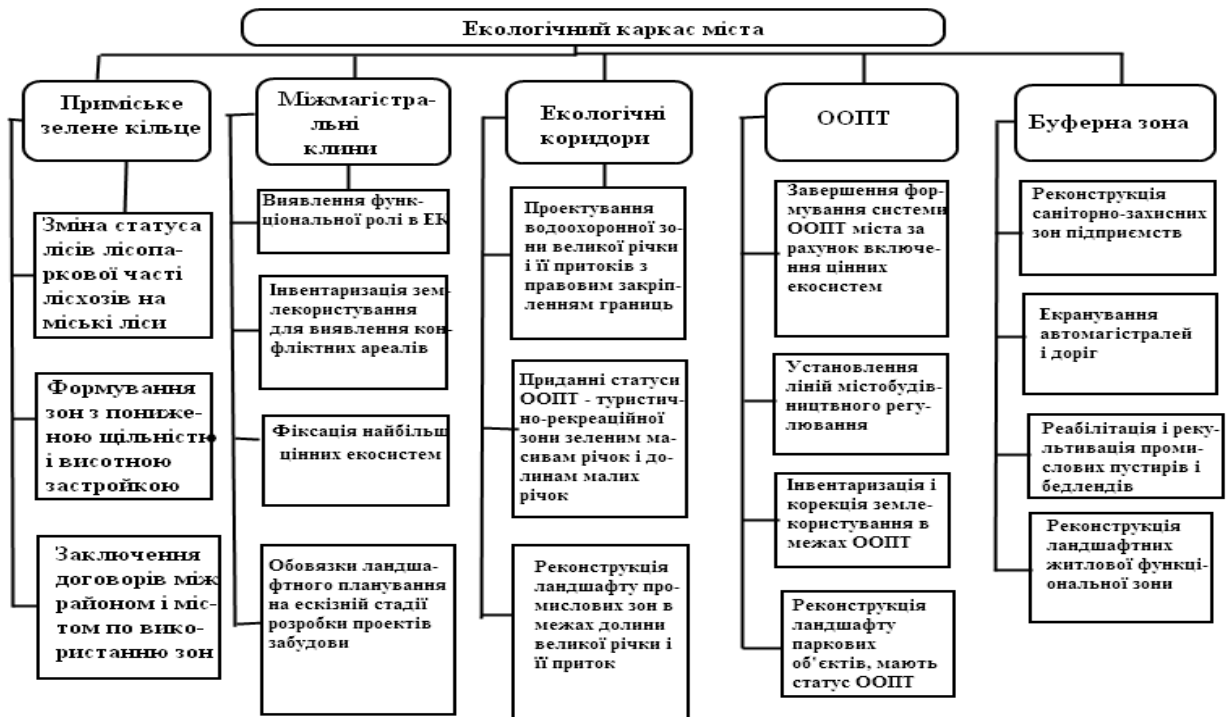 Екологічний каркас міста
Приміське
зелене кільце
Зміна статуса
лісів лісопа-
ркової часті
лісхозів на
міські ліси
Формування
зон з пониже-
ною щільністю
і висотною
застройкою
Заключення
договорів між
районом і міс-
том по вико-
ристанню зон
Міжмагістра-
льні
клини
Виявлення функ-
ціональної ролі в ЕК
Інвентаризація зем-
лекористування
для виявлення кон-
фліктних ареалів
Фіксація найбільш
цінних екосистем
Обовязки ландша-
фтного планування
на ескізній стадії
розробки проектів
забудови
Екологічні
коридори
Проектування
водоохоронної зони
великої річки
і її притоків з
правовим закріп-
ленням границь
Приданні статуси
ООПТ - туристич-
но-рекреаційної
зони зеленим ма-
сивам річок і до-
линам малих
річок
Реконструкція
ландшафту про-
мислових зон в
межах долини
великої річки і
її приток
ООПТ
Завершення фор-
мування системи
ООПТ міста за
рахунок включе-
ння цінних
екосистем
Установлення
ліній містобудів-
ництвного регу-
лювання
Інвентаризація і
корекція земле-
користування в
межах ООПТ
Реконструкція
ландшафту
паркових
об'єктів, мають
статус ООПТ
Буферна зона
Реконструкція
саніторно-захисних
зон підприємств
Екранування
автомагістралей
і доріг
Реабілітація і реку-
льтивація проми-
слових пустирів і
бедлендів
Реконструкція
ландшафтних
житлової функці-
ональної зони